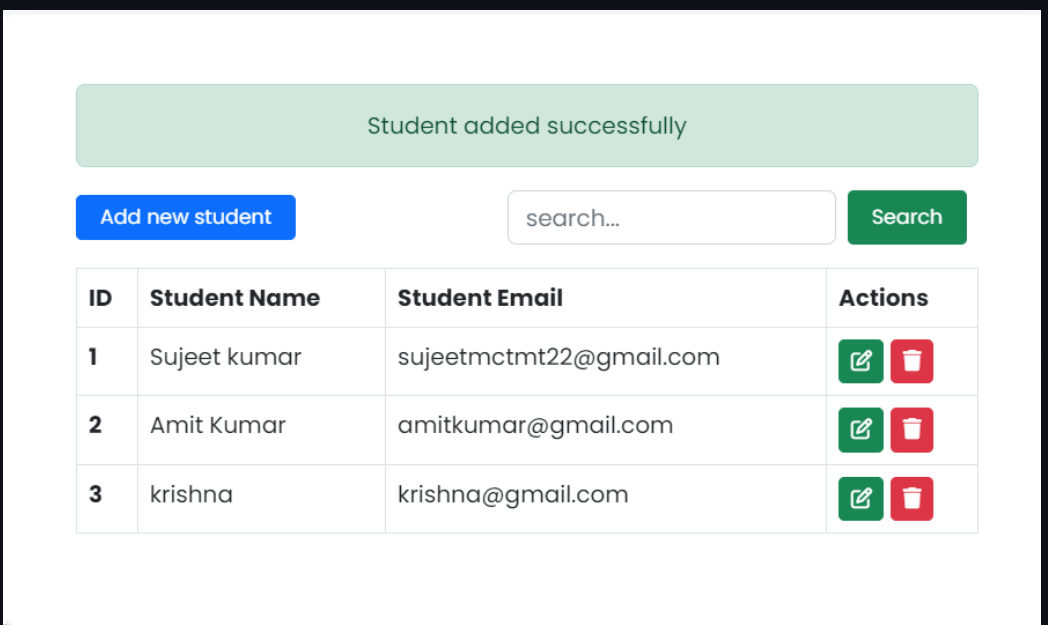 Student added successfully
Add new student search... Search
ID Student Name Student Email Actions
1 Sujeet kumar sujeetmctmt22@gmail.com
2 Amit Kumar amitkumar@gmail.com
3 krishna krishna@gmail.com